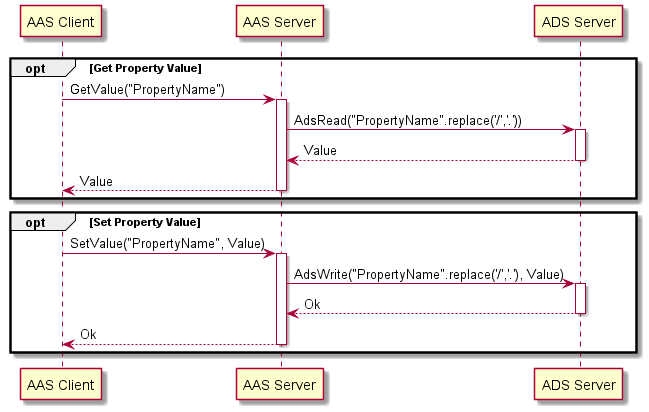 AAS Client AAS Server ADS Server
opt [Get Property Value]
GetValue("PropertyName")
AdsRead("PropertyName".replace('/','.'))
Value
Value
opt [Set Property Value]
SetValue("PropertyName", Value)
AdsWrite("PropertyName".replace('/','.'), Value)
Ok
Ok
AAS Client AAS Server ADS Server